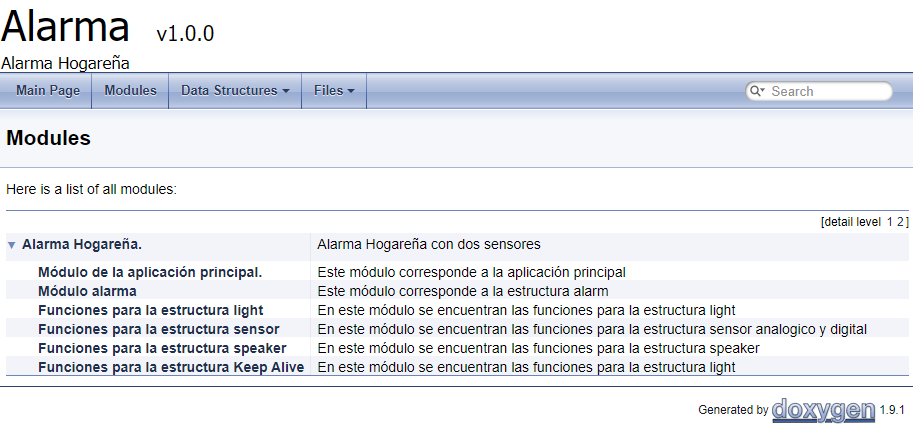 Alarma v1.0.0
Alarma Hogareña
Main Page Modules Data Structures Files Search
Modules
Here is a list of all modules:
[detail level 1 2]
Alarma Hogareña. Alarma Hogareña con dos sensores
Módulo de la aplicación principal. Este módulo corresponde a la aplicación principal
Módulo alarma Este módulo corresponde a la estructura alarm
Funciones para la estructura light En este módulo se encuentran las funciones para la estructura light
Funciones para la estructura sensor En este módulo se encuentran las funciones para la estructura sensor analogico y digital
Funciones para la estructura speaker En este módulo se encuentran las funciones para la estructura speaker
Funciones para la estructura Keep Alive En este módulo se encuentran las funciones para la estructura light
Generated by doxygen 1.9.1